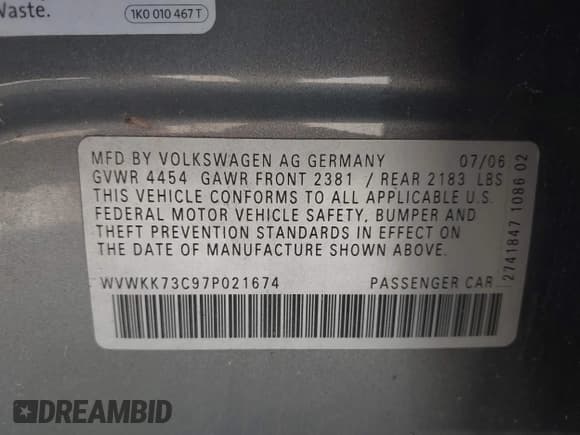 Waste.
1K0 010 467 T
MFD BY VOLKSWAGEN AG GERMANY 07/06
GVWR 4454 GAWR FRONT 2381 / REAR 2183 LBS
THIS VEHICLE CONFORMS TO ALL APPLICABLE U.S.
FEDERAL MOTOR VEHICLE SAFETY, BUMPER AND
THEFT PREVENTION STANDARDS IN EFFECT ON
THE DATE OF MANUFACTURE SHOWN ABOVE.
WVWKK73C97P021674 PASSENGER CAR
2741847 1086 02
DREAMBID